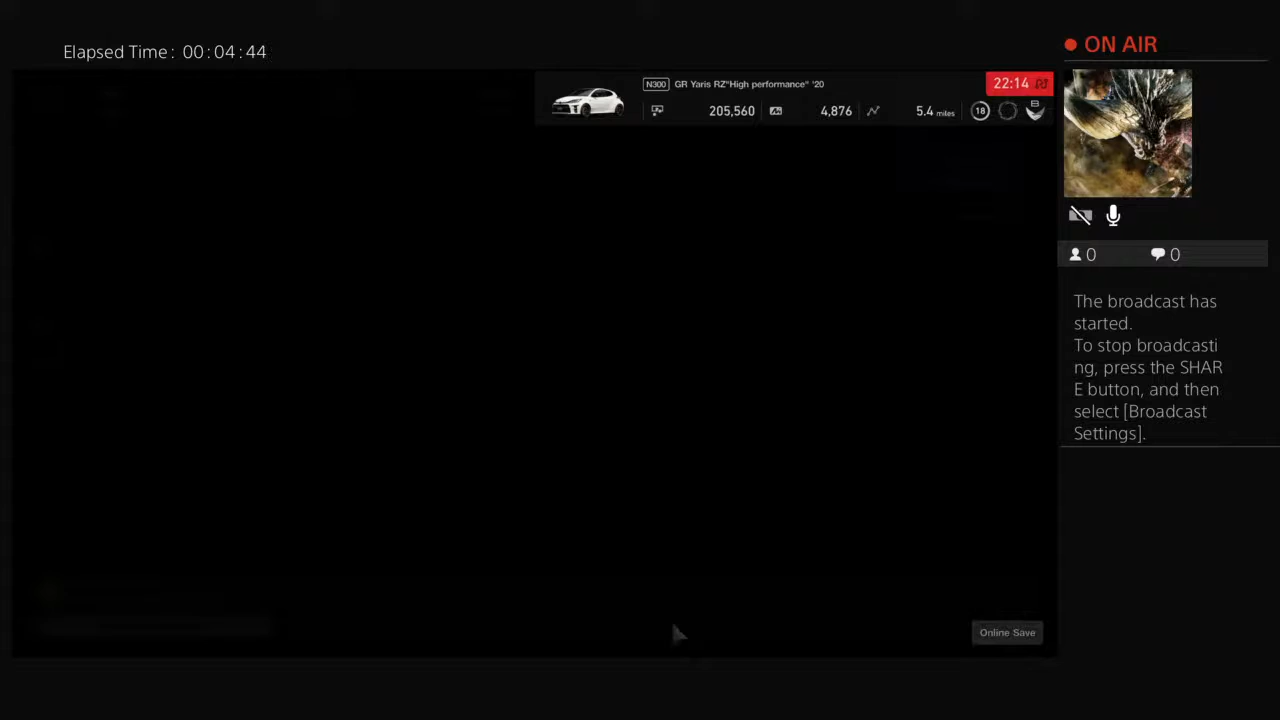 Elapsed Time: 00:04:44
ON AIR
N300 GR Yaris RZ"High performance" '20
22:14
205,560 4,876 5.4 miles 18
0 0
The broadcast has
started.
To stop broadcasti
ng, press the SHAR
E button, and then
select [Broadcast
Settings].
Online Save